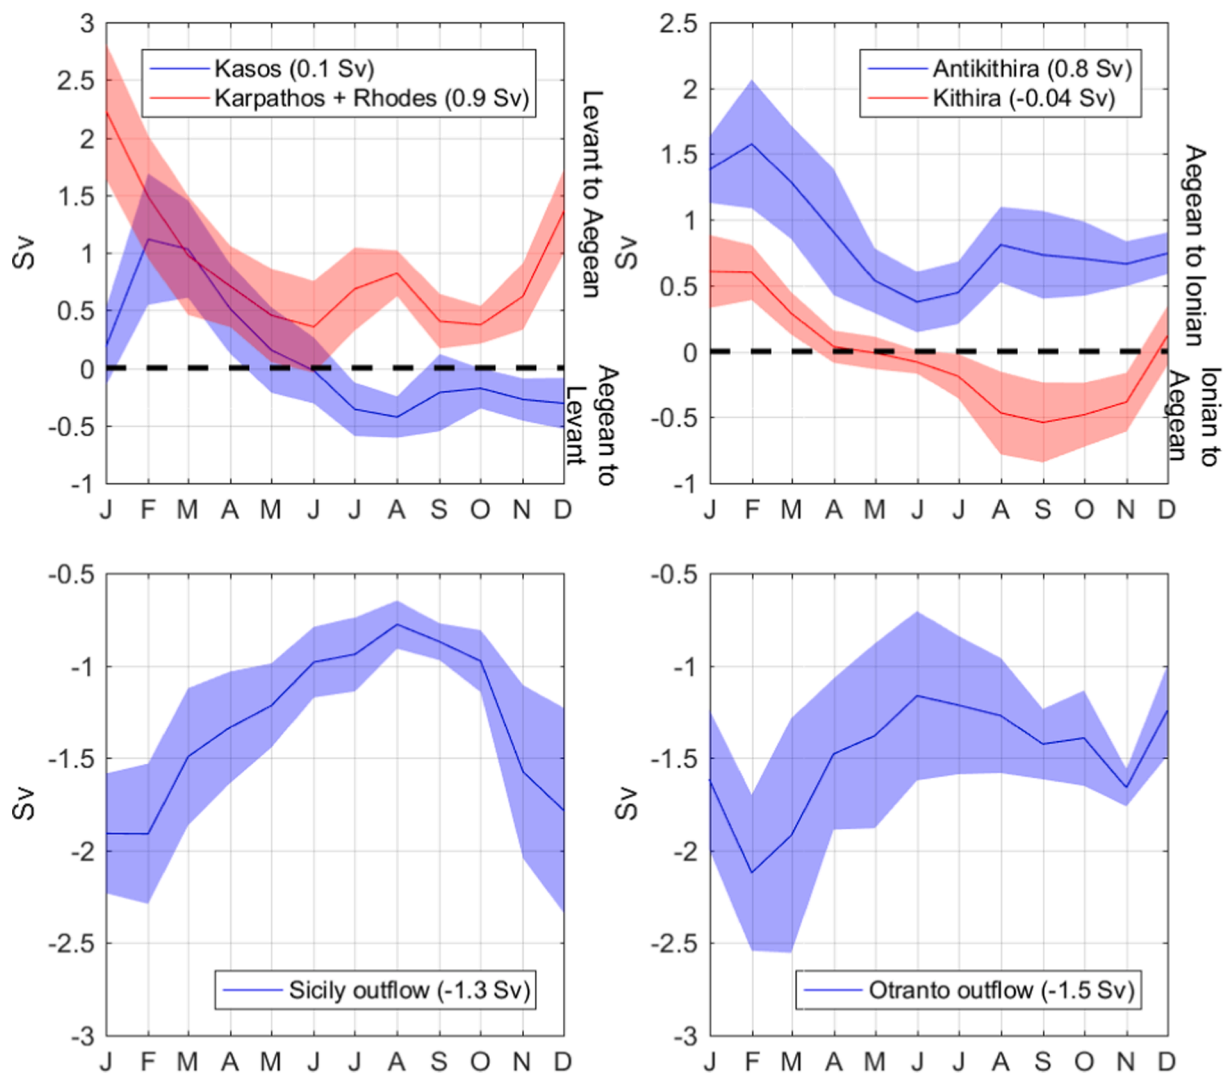 3
2.5
2
1.5
1
0.5
0
-0.5
-1
Sv
Kasos (0.1 Sv)
Karpathos + Rhodes (0.9 Sv)
Levant to Aegean
Aegean to
Levant
J F M A M J J A S O N D
2.5
2
1.5
1
0.5
0
-0.5
-1
Sv
Antikithira (0.8 Sv)
Kithira (-0.04 Sv)
Aegean to Ionian
Ionian to
Aegean
J F M A M J J A S O N D
-0.5
-1
-1.5
-2
-2.5
-3
Sv
Sicily outflow (-1.3 Sv)
J F M A M J J A S O N D
-0.5
-1
-1.5
-2
-2.5
-3
Sv
Otranto outflow (-1.5 Sv)
J F M A M J J A S O N D